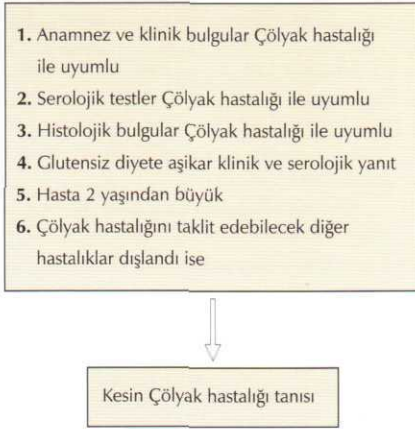 1. Anamnez ve klinik bulgular Çölyak hastalığı
ile uyumlu
2. Serolojik testler Çölyak hastalığı ile uyumlu
3. Histolojik bulgular Çölyak hastalığı ile uyumlu
4. Glutensiz diyete aşikar klinik ve serolojik yanıt
5. Hasta 2 yaşından büyük
6. Çölyak hastalığını taklit edebilecek diğer
hastalıklar dışlandı ise
Kesin Çölyak hastalığı tanısı